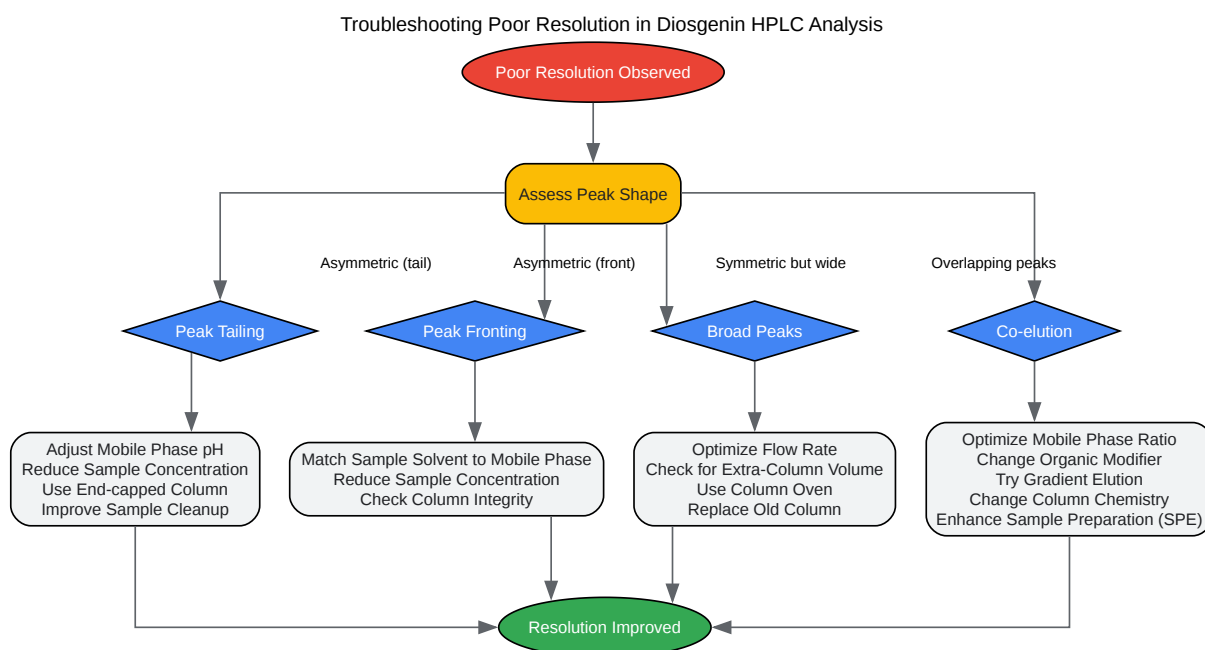 Troubleshooting Poor Resolution in Diosgenin HPLC Analysis
Poor Resolution Observed
Assess Peak Shape
Asymmetric (tail)
Asymmetric (front)
Symmetric but wide
Overlapping peaks
Peak Tailing
Peak Fronting
Broad Peaks
Co-elution
Adjust Mobile Phase pH
Reduce Sample Concentration
Use End-capped Column
Improve Sample Cleanup
Match Sample Solvent to Mobile Phase
Reduce Sample Concentration
Check Column Integrity
Optimize Flow Rate
Check for Extra-Column Volume
Use Column Oven
Replace Old Column
Optimize Mobile Phase Ratio
Change Organic Modifier
Try Gradient Elution
Change Column Chemistry
Enhance Sample Preparation (SPE)
Resolution Improved